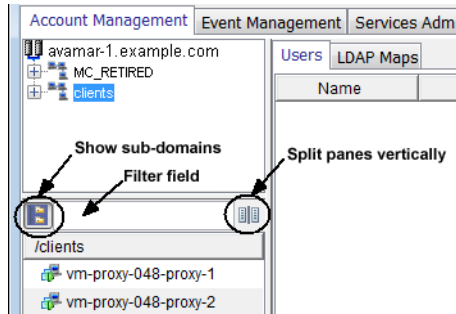 Account Management Event Management Services Adm
avamar-1.example.com
MC_RETIRED
clients
Users LDAP Maps
Name
Show sub-domains
Filter field
Split panes vertically
/clients
vm-proxy-048-proxy-1
vm-proxy-048-proxy-2